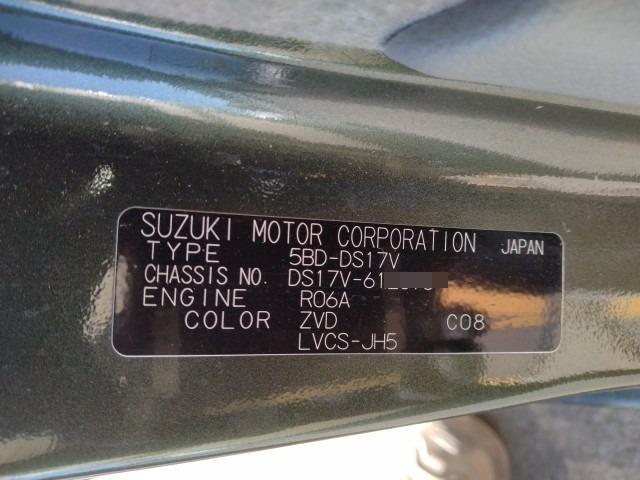 SUZUKI MOTOR CORPORATION JAPAN
TYPE 5BD-DS17V
CHASSIS NO. DS17V-61
ENGINE R06A
COLOR ZVD C08
LVCS-JH5